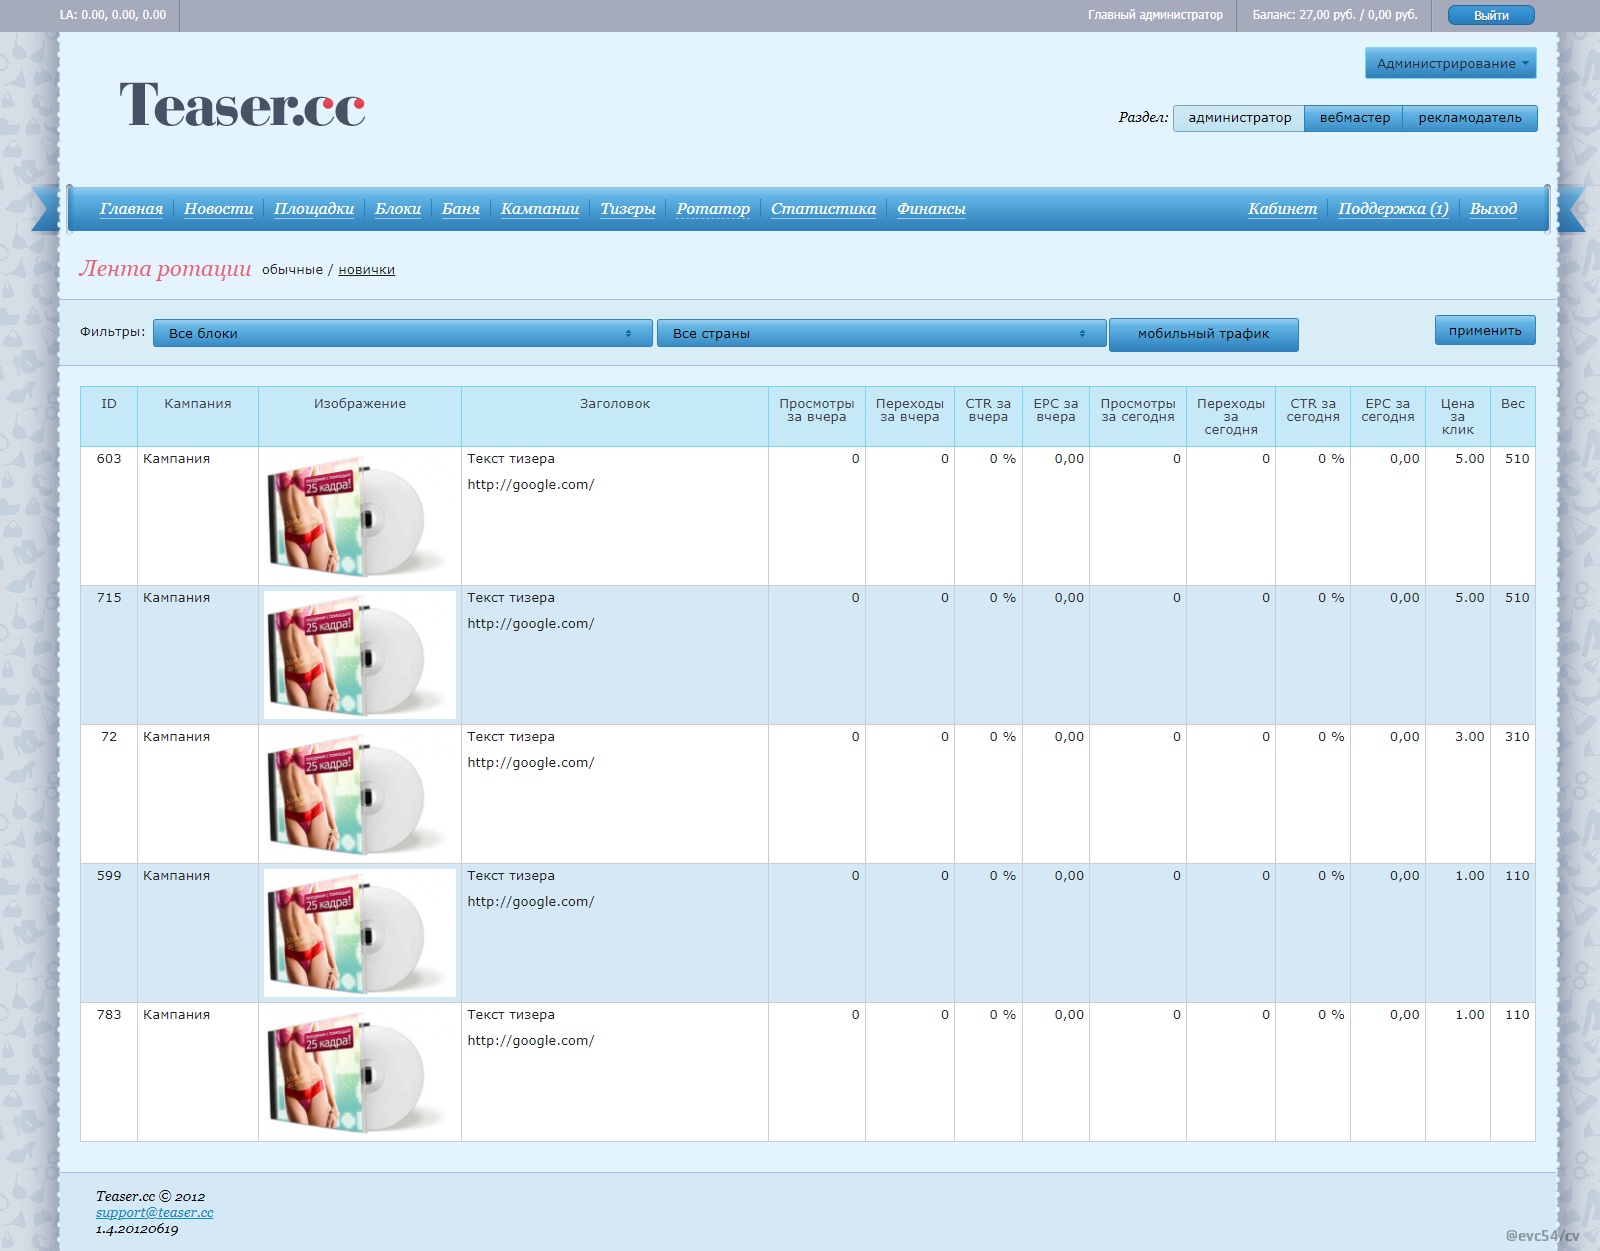 LA: 0.00, 0.00, 0.00
Главный администратор
Баланс: 27,00 руб. / 0,00 руб.
Выйти
Администрирование
Teaser.cc
Раздел: администратор вебмастер рекламодатель
Главная Новости Площадки Блоки Баня Кампании Тизеры Ротатор Статистика Финансы Кабинет Поддержка (1) Выход
Лента ротации обычные / новички
Фильтры: Все блоки Все страны мобильный трафик применить
ID Кампания Изображение Заголовок Просмотры за вчера Переходы за вчера CTR за вчера EPC за вчера Просмотры за сегодня Переходы за сегодня CTR за сегодня EPC за сегодня Цена за клик Вес
603 Кампания Текст тизера 0 0 0 % 0,00 0 0 0 % 0,00 5.00 510
http://google.com/
25 кадра!
715 Кампания Текст тизера 0 0 0 % 0,00 0 0 0 % 0,00 5.00 510
http://google.com/
25 кадра!
72 Кампания Текст тизера 0 0 0 % 0,00 0 0 0 % 0,00 3.00 310
http://google.com/
25 кадра!
599 Кампания Текст тизера 0 0 0 % 0,00 0 0 0 % 0,00 1.00 110
http://google.com/
25 кадра!
783 Кампания Текст тизера 0 0 0 % 0,00 0 0 0 % 0,00 1.00 110
http://google.com/
25 кадра!
Teaser.cc © 2012
support@teaser.cc
1.4.20120619
@evc54/cv